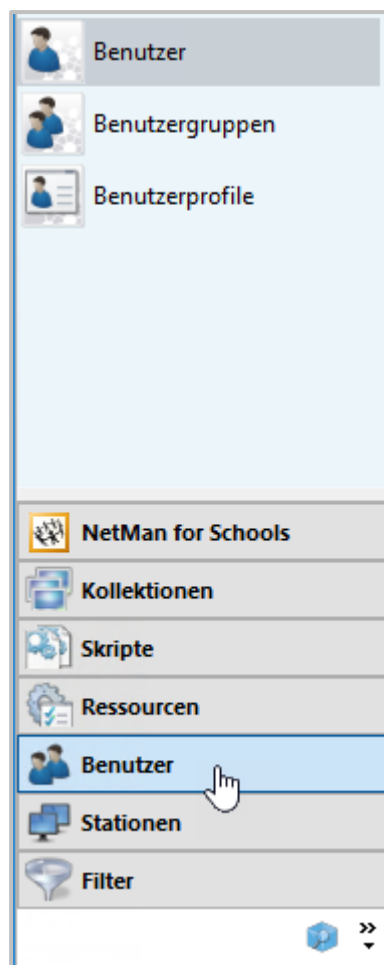 Benutzer
Benutzergruppen
Benutzerprofile
NetMan for Schools
Kollektionen
Skripte
Ressourcen
Benutzer
Stationen
Filter